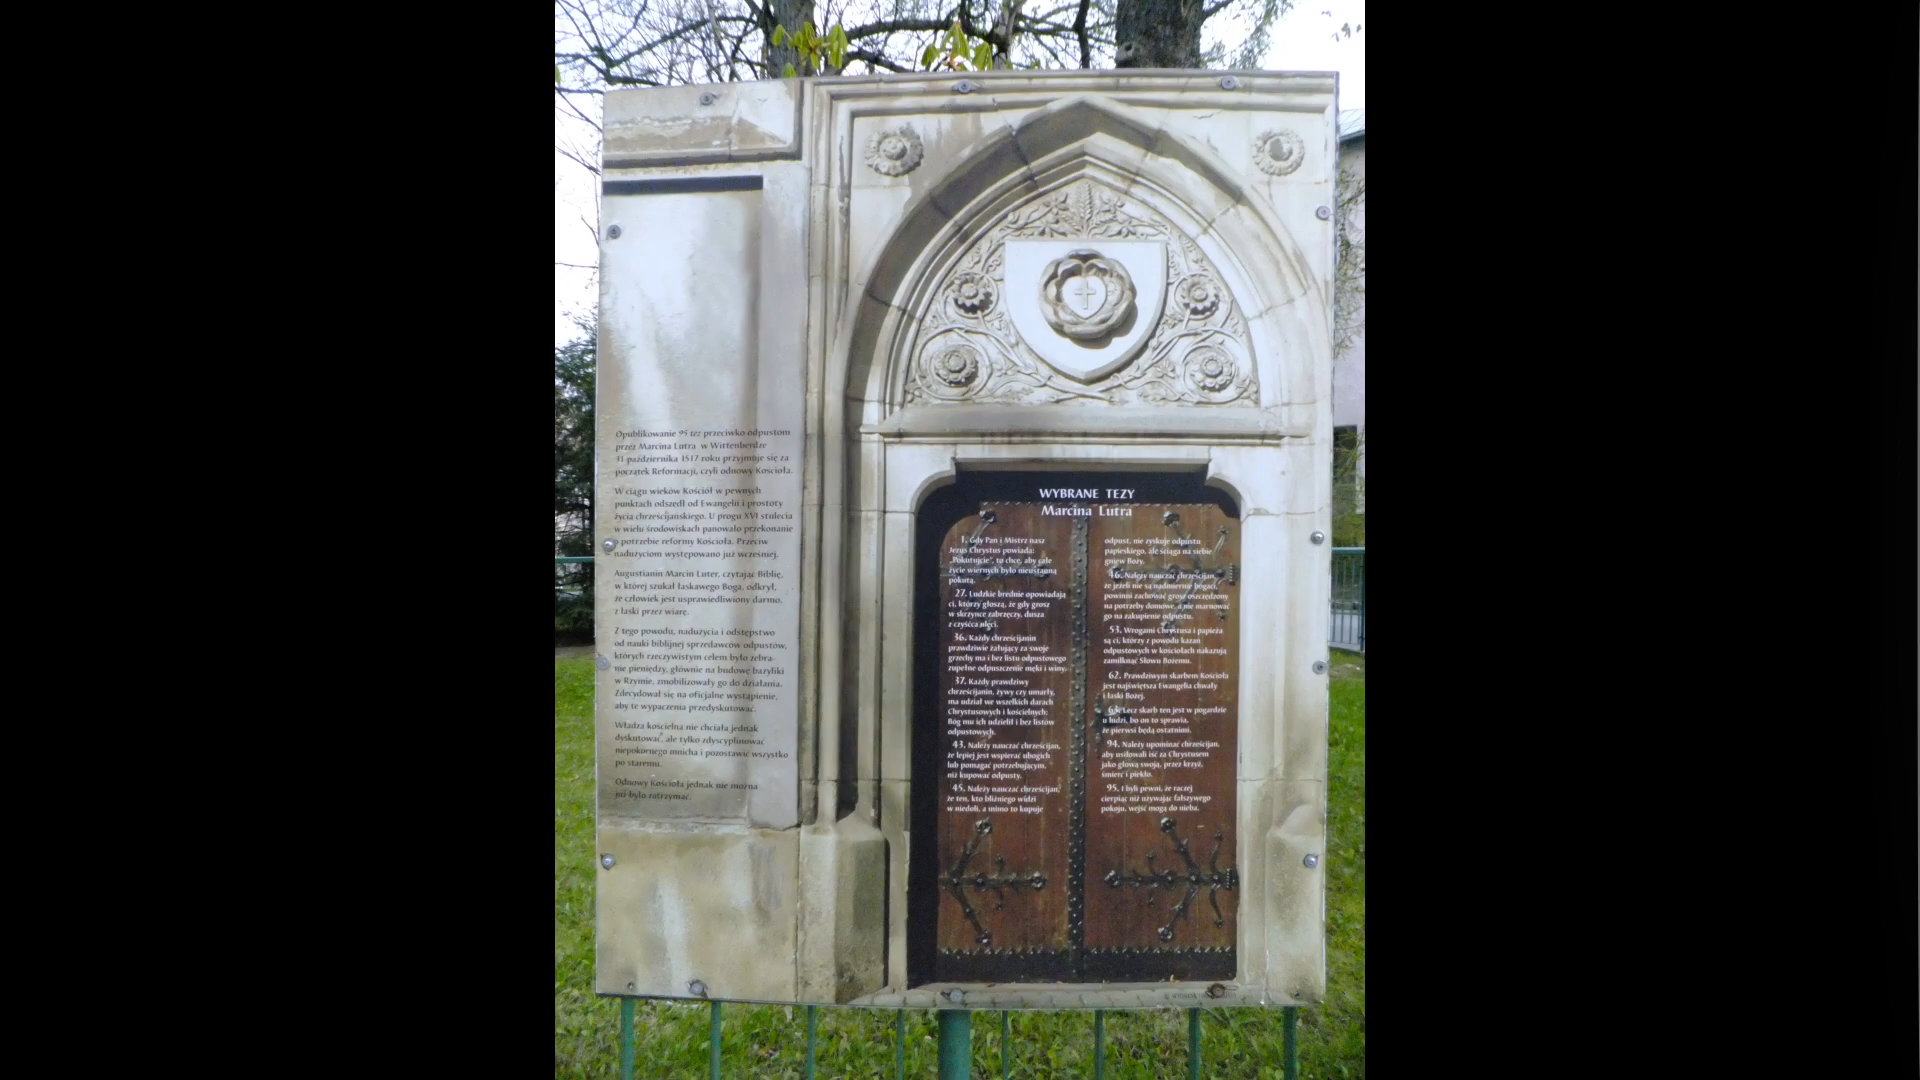 Opublikowanie 95 tez przeciwko odpustom
przez Marcina Lutra w Wittenberdze
31 października 1517 roku przyjmuje się za
początek Reformacji, czyli odnowy Kościoła.
W ciągu wieków Kościół w pewnych
punktach odszedł od Ewangelii i prostoty
życia chrześcijańskiego. U progu XVI stulecia
w wielu środowiskach panowało przekonanie
o potrzebie reformy Kościoła. Przeciw
nadużyciom występowano już wcześniej.
Augustianin Marcin Luter, czytając Biblię,
w której szukał łaskawego Boga, odkrył,
że człowiek jest usprawiedliwiony darmo,
z łaski przez wiarę.
Z tego powodu, nadużycia i odstępstwo
od nauki biblijnej sprzedawców odpustów,
których rzeczywistym celem było zebra-
nie pieniędzy, głównie na budowę bazyliki
w Rzymie, zmobilizowały go do działania.
Zdecydował się na oficjalne wystąpienie,
aby te wypaczenia przedyskutować.
Władza kościelna nie chciała jednak
dyskutować, ale tylko zdyscyplinować
niepokornego mnicha i pozostawić wszystko
po staremu.
Odnowy Kościoła jednak nie można
już było zatrzymać.
WYBRANE TEZY
Marcina Lutra
1. Gdy Pan i Mistrz nasz
Jezus Chrystus powiada:
„Pokutujcie", to chce, aby całe
życie wiernych było nieustanną
pokutą.
27. Ludzkie brednie opowiadają
ci, którzy głoszą, że gdy grosz
w skrzynce zabrzęczy, dusza
z czyśćca uleci.
36. Każdy chrześcijanin
prawdziwie żałujący za swoje
grzechy ma i bez listu odpustowego
zupełne odpuszczenie męki i winy.
37. Każdy prawdziwy
chrześcijanin, żywy czy umarły,
ma udział we wszelkich darach
Chrystusowych i kościelnych;
Bóg mu ich udzielił i bez listów
odpustowych.
43. Należy nauczać chrześcijan,
że lepiej jest wspierać ubogich
lub pomagać potrzebującym,
niż kupować odpusty.
45. Należy nauczać chrześcijan,
że ten, kto bliźniego widzi
w niedoli, a mimo to kupuje
odpust, nie zyskuje odpustu
papieskiego, ale ściąga na siebie
gniew Boży.
46. Należy nauczać chrześcijan,
że jeżeli nie są nadmiernie bogaci,
powinni zachować grosz oszczędzony
na potrzeby domowe, a nie marnować
go na zakupienie odpustu.
53. Wrogami Chrystusa i papieża
są ci, którzy z powodu kazań
odpustowych w kościołach nakazują
zamilknąć Słowu Bożemu.
62. Prawdziwym skarbem Kościoła
jest najświętsza Ewangelia chwały
i łaski Bożej.
63. Lecz skarb ten jest w pogardzie
u ludzi, bo on to sprawia,
że pierwsi będą ostatnimi.
94. Należy upominać chrześcijan,
aby usiłowali iść za Chrystusem
jako głową swoją, przez krzyż,
śmierć i piekło.
95. I byli pewni, że raczej
cierpiąc niż używając fałszywego
pokoju, wejść mogą do nieba.